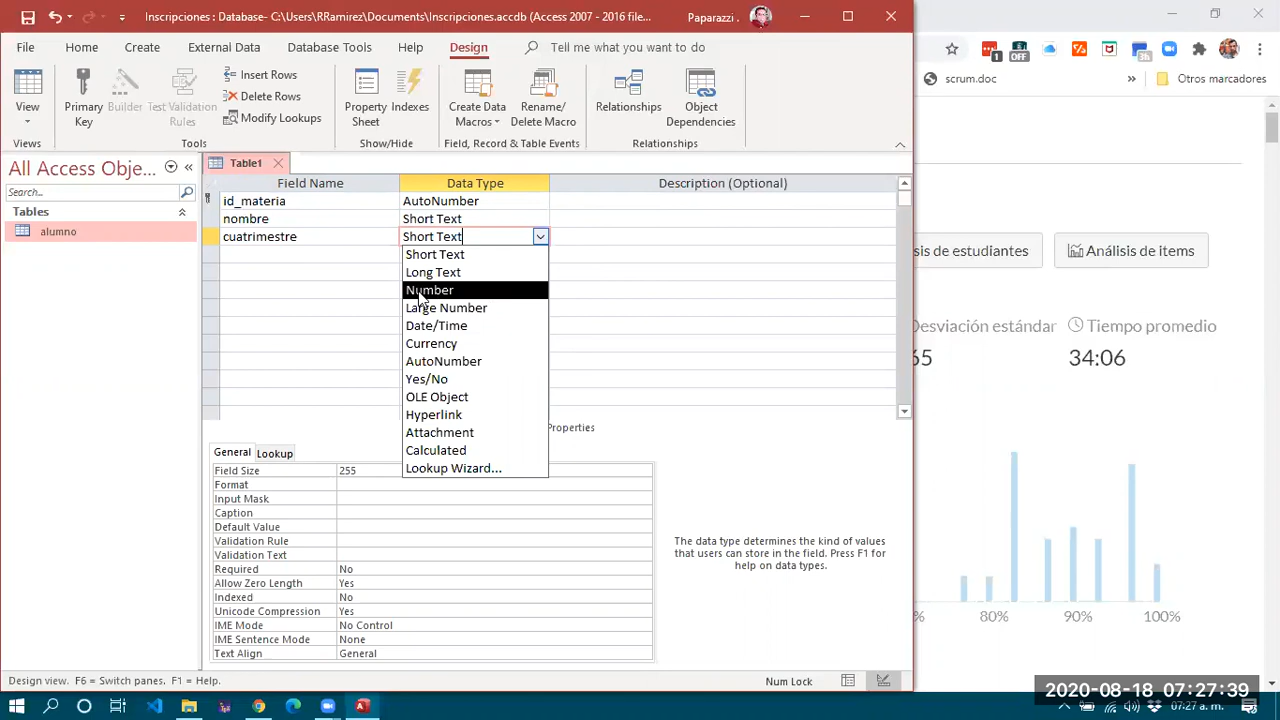 Inscripciones : Database- C:\Users\RRamirez\Documents\Inscripciones.accdb (Access 2007 - 2016 file...
Paparazzi .
File
Home
Create
External Data
Database Tools
Help
Design
Tell me what you want to do
View
Primary Key
Builder
Test Validation Rules
Insert Rows
Delete Rows
Modify Lookups
Property Sheet
Indexes
Create Data Macros
Rename/ Delete Macro
Relationships
Object Dependencies
Views
Tools
Show/Hide
Field, Record & Table Events
Relationships
All Access Obje...
Search...
Tables
alumno
Table1
Field Name
Data Type
Description (Optional)
id_materia
AutoNumber
nombre
Short Text
cuatrimestre
Short Text
Short Text
Long Text
Number
Large Number
Date/Time
Currency
AutoNumber
Yes/No
OLE Object
Hyperlink
Attachment
Calculated
Lookup Wizard...
Properties
General
Lookup
Field Size
255
Format
Input Mask
Caption
Default Value
Validation Rule
Validation Text
Required
No
Allow Zero Length
Yes
Indexed
No
Unicode Compression
Yes
IME Mode
No Control
IME Sentence Mode
None
Text Align
General
The data type determines the kind of values
that users can store in the field. Press F1 for
help on data types.
Design view. F6 = Switch panes, F1 = Help.
Num Lock
1
OFF
scrum.doc
»
Otros marcadores
sis de estudiantes
Análisis de items
Desviación estándar
Tiempo promedio
65
34:06
%
80%
90%
100%
2020-08-18 07:27:39
07:27 a. m.